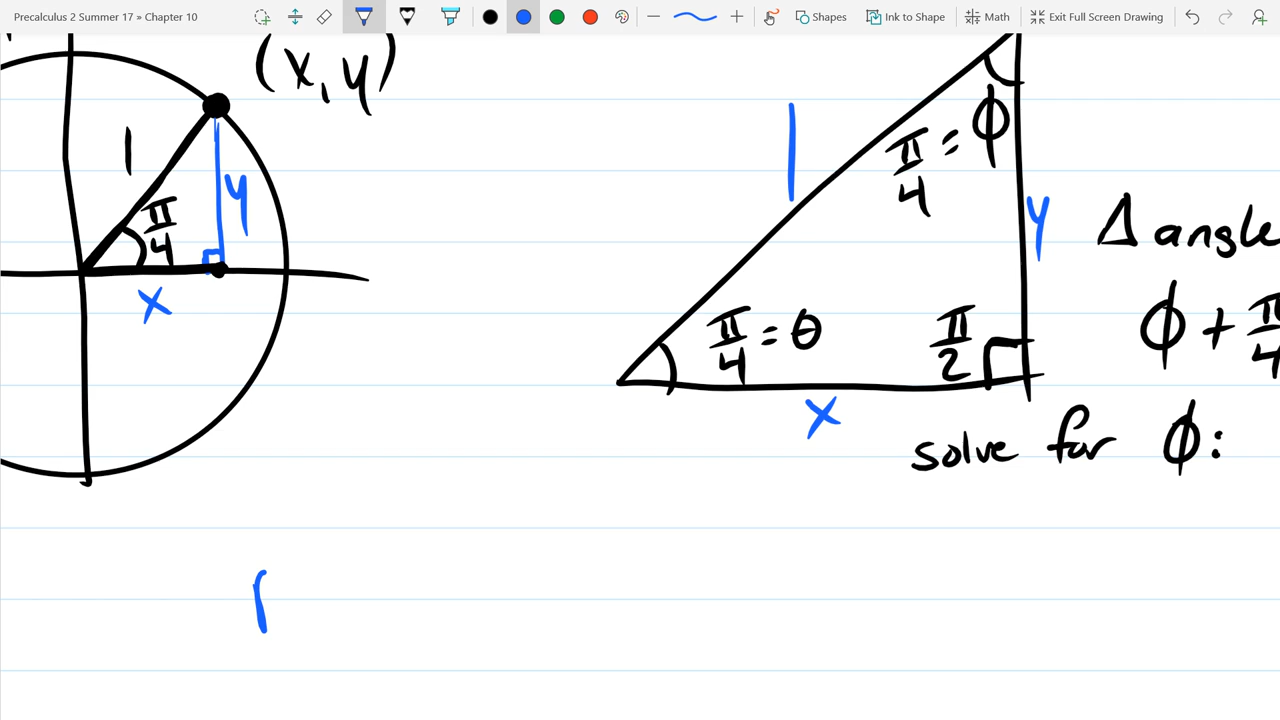 Precalculus 2 Summer 17 » Chapter 10
Shapes
Ink to Shape
Math
Exit Full Screen Drawing
(x, y)
1
π/4
y
x
1
π/4 = φ
y
π/4 = θ
π/2
x
Δ angle
φ + π/4
solve for φ: